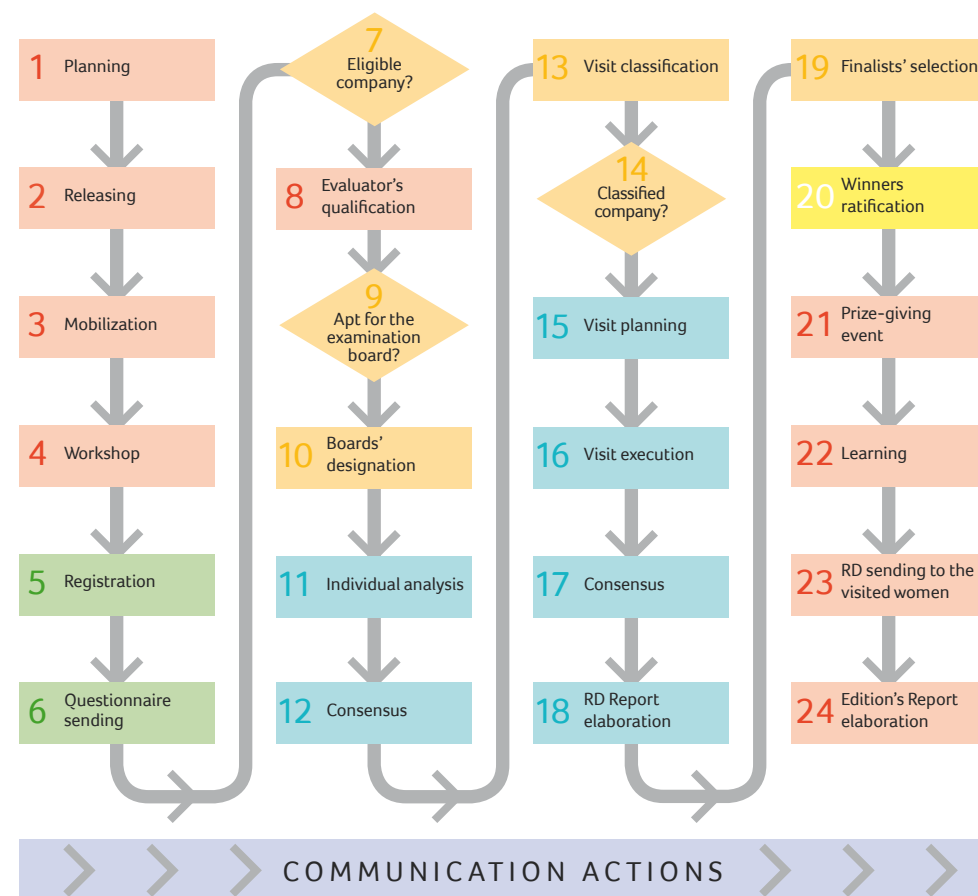 1 Planning
2 Releasing
3 Mobilization
4 Workshop
5 Registration
6 Questionnaire
sending
7
Eligible
company?
8 Evaluator's
qualification
9
Apt for the
examination
board?
10 Boards'
designation
11 Individual analysis
12 Consensus
13 Visit classification
14
Classified
company?
15 Visit planning
16 Visit execution
17 Consensus
18 RD Report
elaboration
19 Finalists' selection
20 Winners
ratification
21 Prize-giving
event
22 Learning
23 RD sending to the
visited women
24 Edition's Report
elaboration
COMMUNICATION ACTIONS